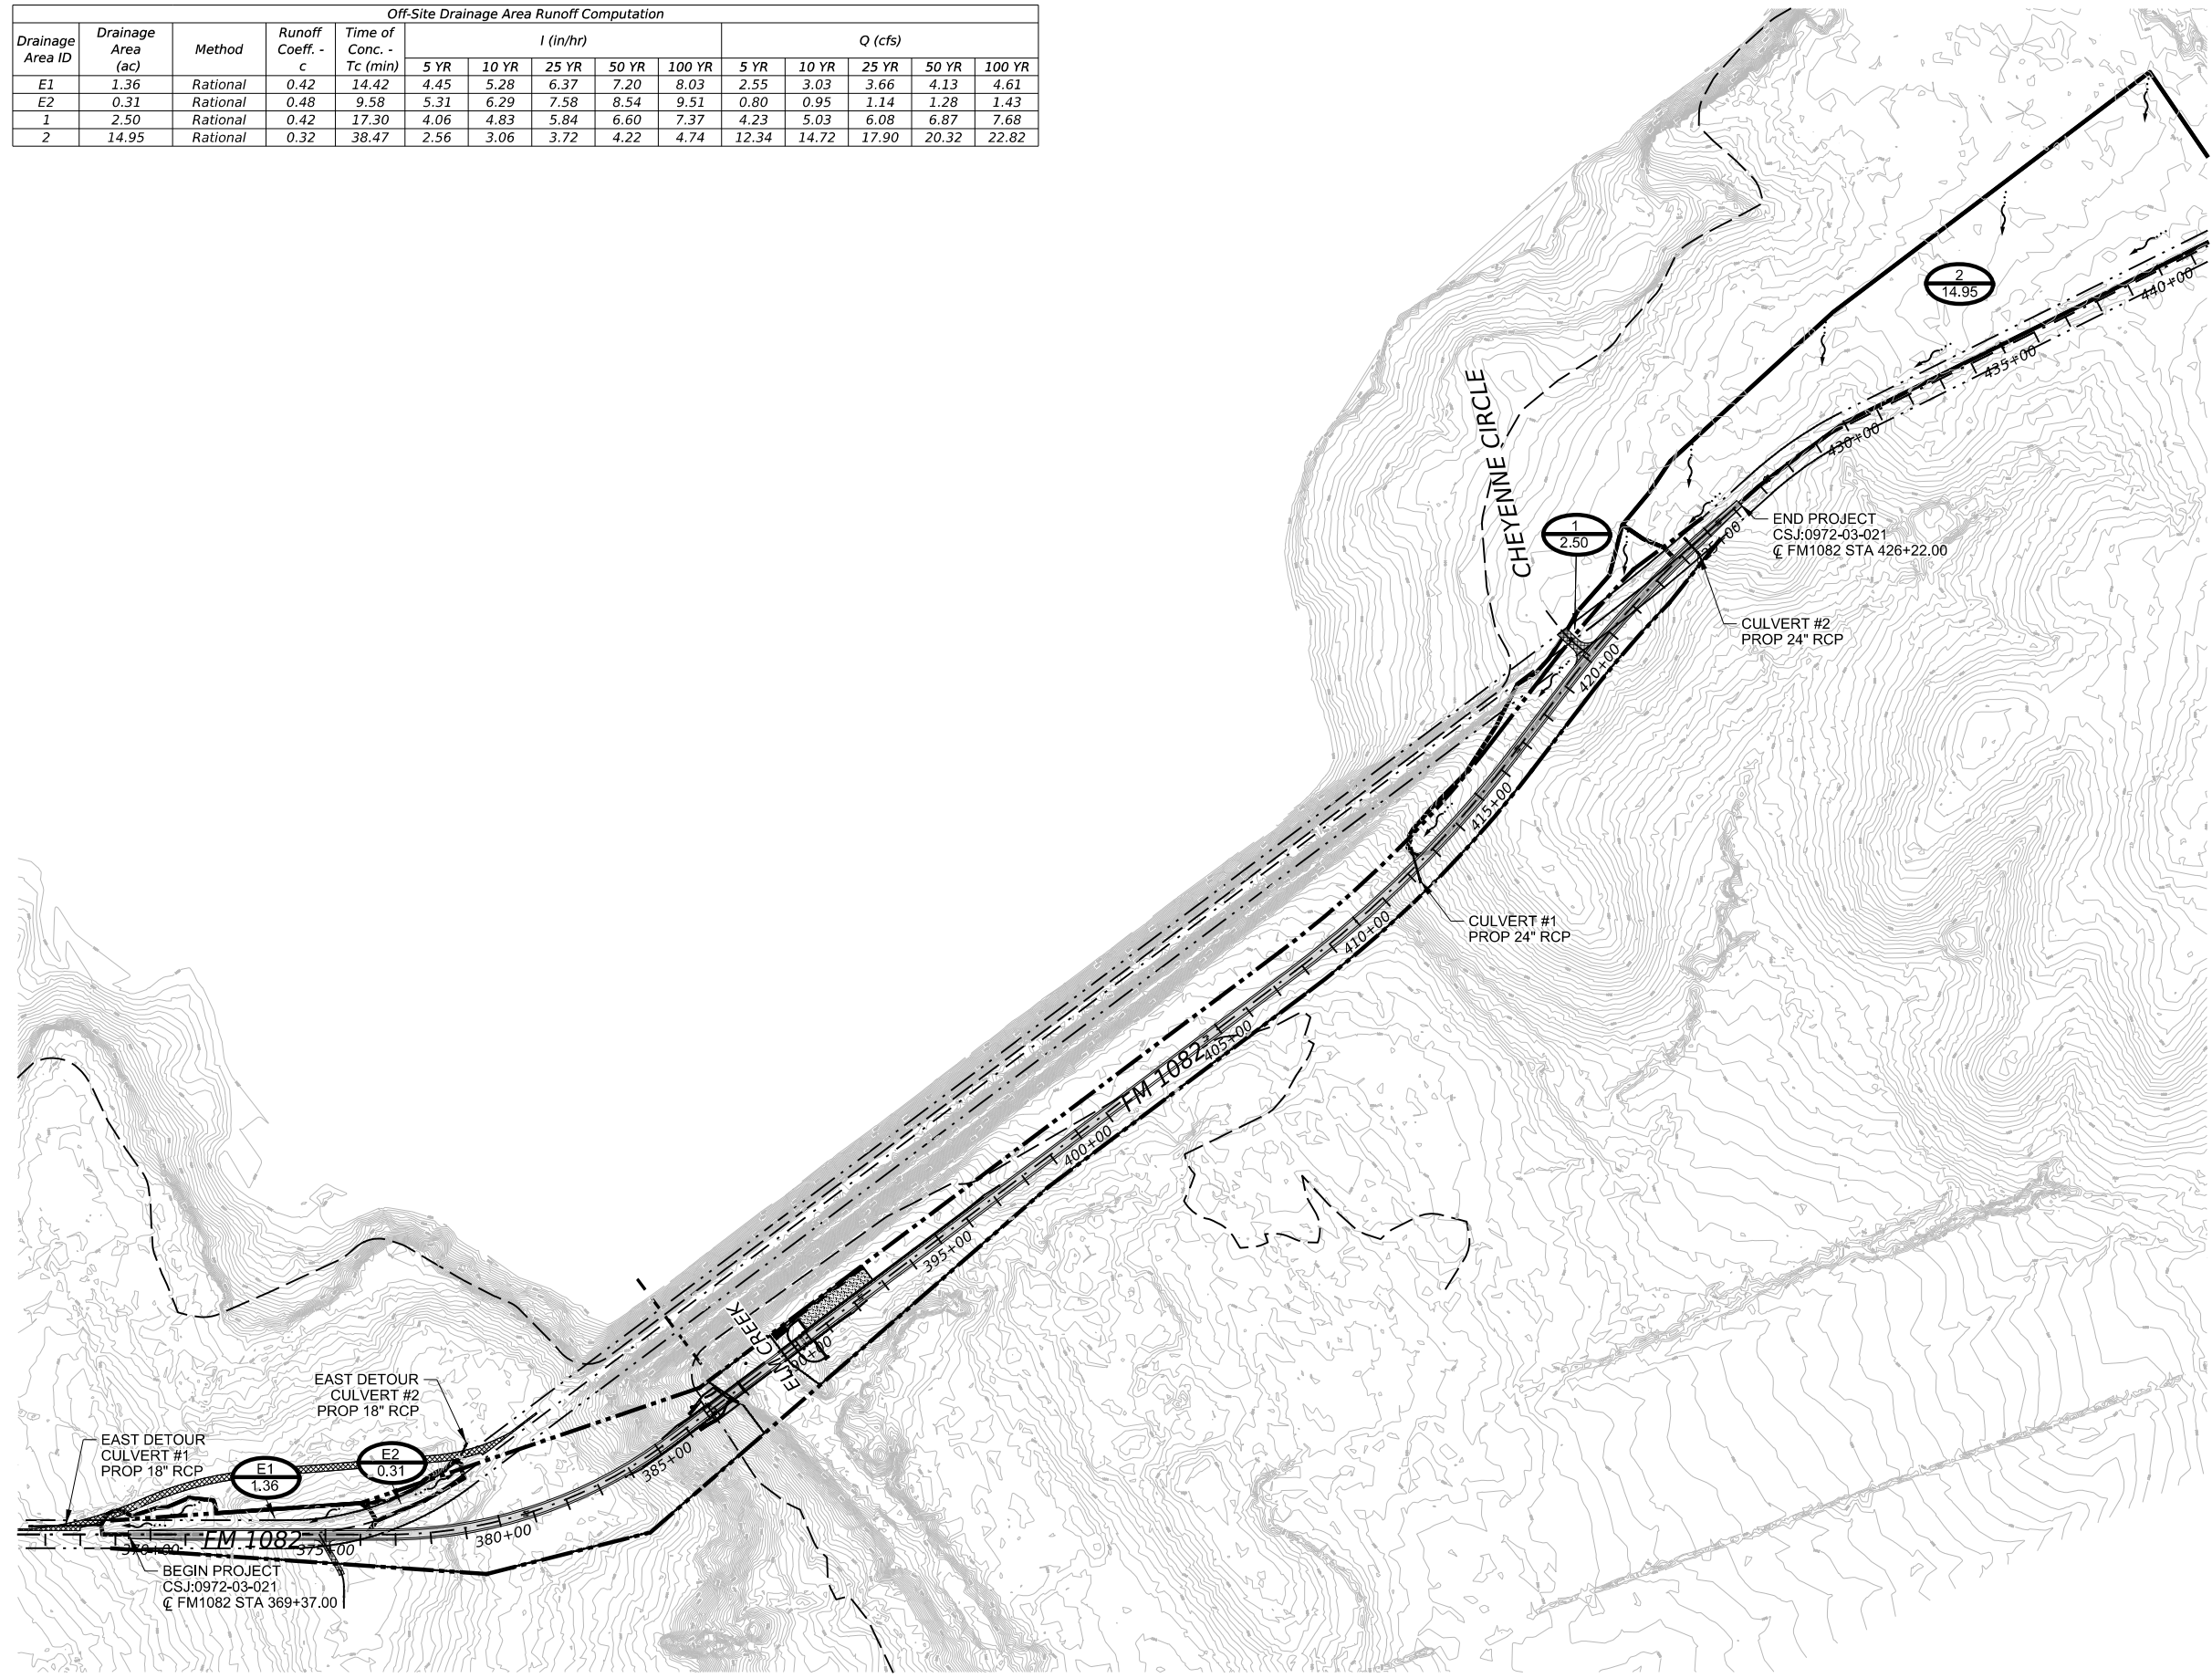 Off-Site Drainage Area Runoff Computation
Drainage Area ID | Drainage Area (ac) | Method | Runoff Coeff. - c | Time of Conc. - Tc (min) | I (in/hr) | Q (cfs)
5 YR | 10 YR | 25 YR | 50 YR | 100 YR | 5 YR | 10 YR | 25 YR | 50 YR | 100 YR
E1 | 1.36 | Rational | 0.42 | 14.42 | 4.45 | 5.28 | 6.37 | 7.20 | 8.03 | 2.55 | 3.03 | 3.66 | 4.13 | 4.61
E2 | 0.31 | Rational | 0.48 | 9.58 | 5.31 | 6.29 | 7.58 | 8.54 | 9.51 | 0.80 | 0.95 | 1.14 | 1.28 | 1.43
1 | 2.50 | Rational | 0.42 | 17.30 | 4.06 | 4.83 | 5.84 | 6.60 | 7.37 | 4.23 | 5.03 | 6.08 | 6.87 | 7.68
2 | 14.95 | Rational | 0.32 | 38.47 | 2.56 | 3.06 | 3.72 | 4.22 | 4.74 | 12.34 | 14.72 | 17.90 | 20.32 | 22.82
2
14.95
440+00
435+00
430+00
CHEYENNE CIRCLE
1
2.50
END PROJECT
CSJ:0972-03-021
℄ FM1082 STA 426+22.00
CULVERT #2
PROP 24" RCP
420+00
415+00
CULVERT #1
PROP 24" RCP
410+00
405+00
FM 1082
400+00
395+00
ELM CREEK
385+00
380+00
EAST DETOUR
CULVERT #2
PROP 18" RCP
EAST DETOUR
CULVERT #1
PROP 18" RCP
E2
0.31
E1
1.36
FM 1082
370+00
375+00
BEGIN PROJECT
CSJ:0972-03-021
℄ FM1082 STA 369+37.00